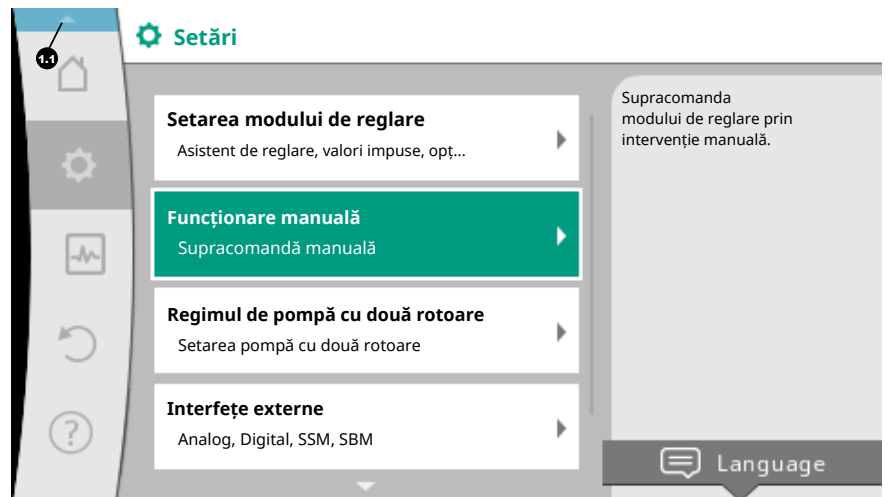 1.1
Setări
Setarea modului de reglare
Asistent de reglare, valori impuse, opț...
Funcționare manuală
Supracomandă manuală
Regimul de pompă cu două rotoare
Setarea pompă cu două rotoare
Interfețe externe
Analog, Digital, SSM, SBM
?
Supracomanda
modului de reglare prin
intervenție manuală.
Language